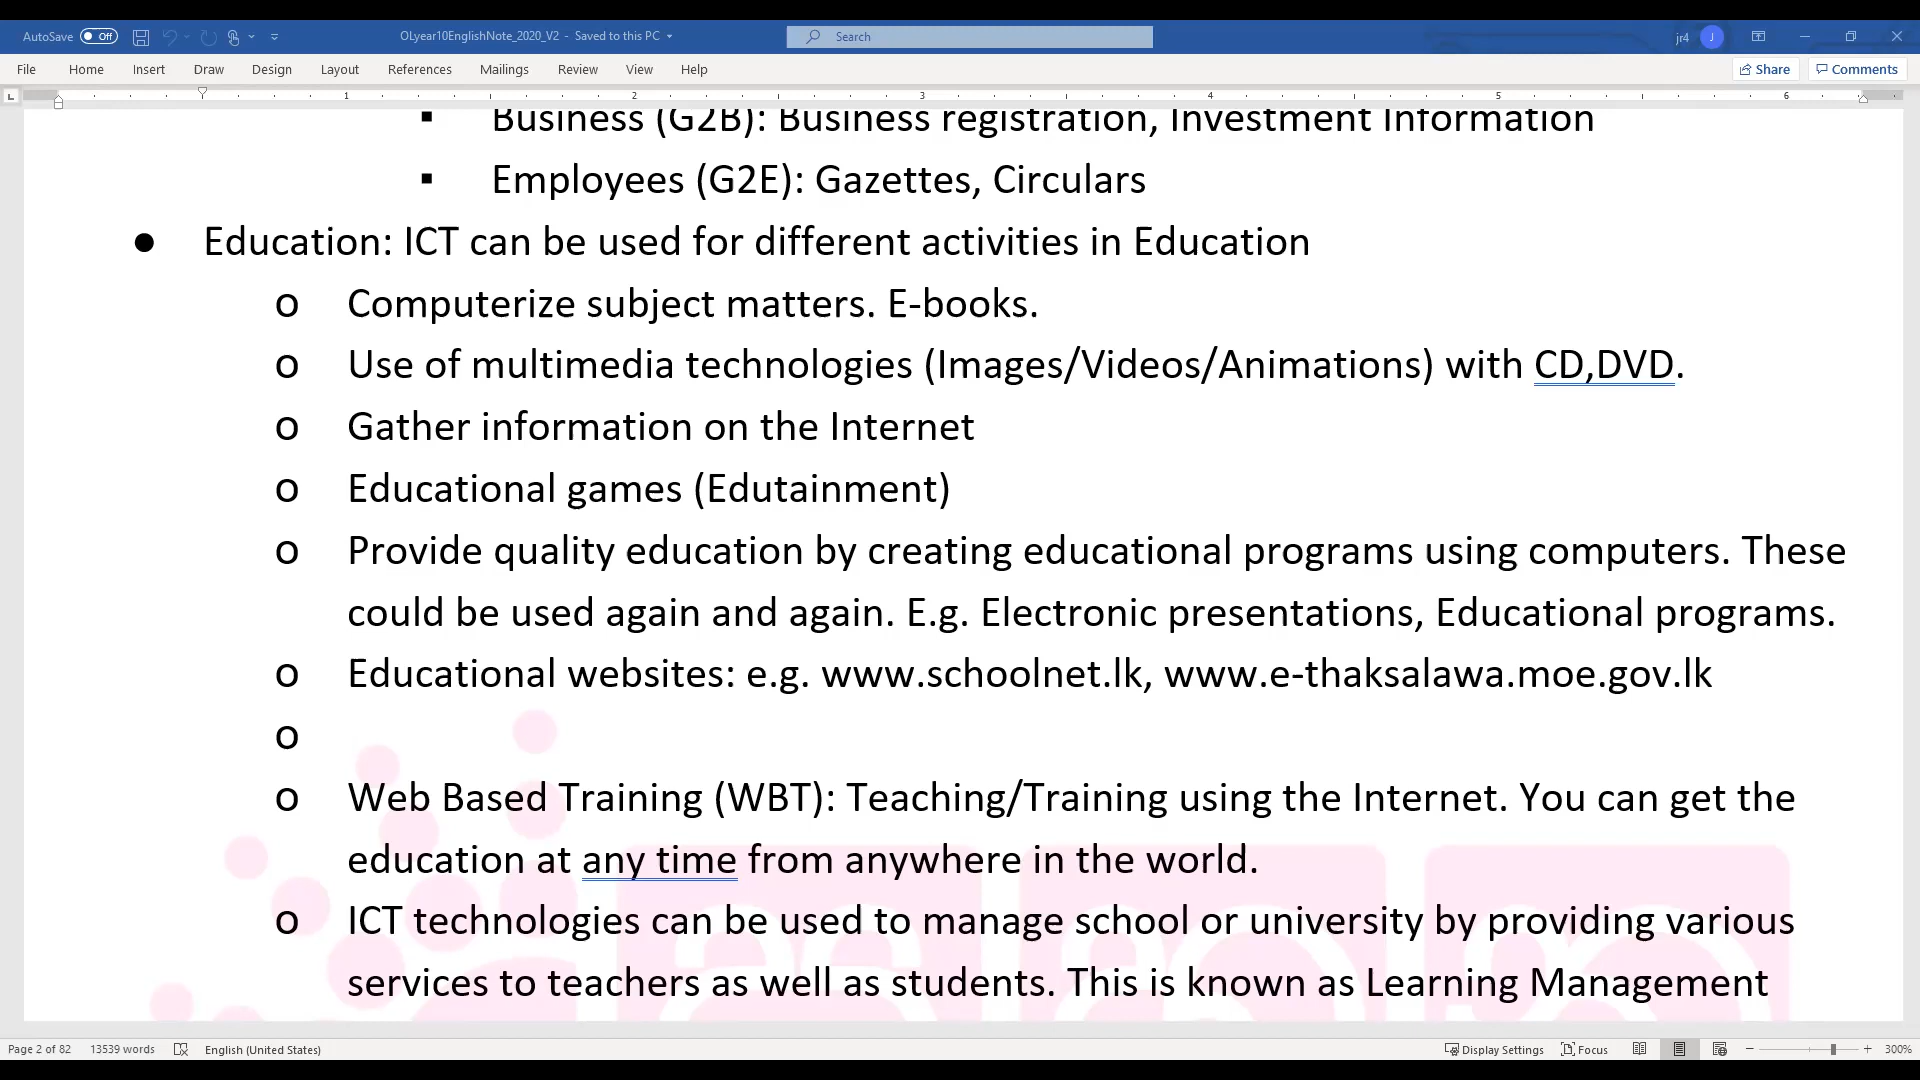 AutoSave Off OLyear10EnglishNote_2020_V2 - Saved to this PC Search jr4 J
File Home Insert Draw Design Layout References Mailings Review View Help Share Comments
1 2 3 4 5 6
▪ Business (G2B): Business registration, Investment Information
▪ Employees (G2E): Gazettes, Circulars
● Education: ICT can be used for different activities in Education
o Computerize subject matters. E-books.
o Use of multimedia technologies (Images/Videos/Animations) with CD,DVD.
o Gather information on the Internet
o Educational games (Edutainment)
o Provide quality education by creating educational programs using computers. These
could be used again and again. E.g. Electronic presentations, Educational programs.
o Educational websites: e.g. www.schoolnet.lk, www.e-thaksalawa.moe.gov.lk
o
o Web Based Training (WBT): Teaching/Training using the Internet. You can get the
education at any time from anywhere in the world.
o ICT technologies can be used to manage school or university by providing various
services to teachers as well as students. This is known as Learning Management
Page 2 of 82 13539 words English (United States) Display Settings Focus 300%